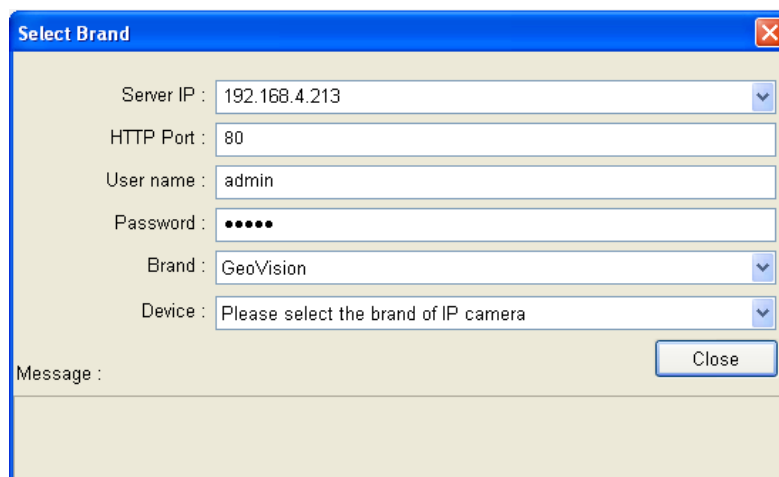 Select Brand
Server IP : 192.168.4.213
HTTP Port : 80
User name : admin
Password : •••••
Brand : GeoVision
Device : Please select the brand of IP camera
Close
Message :